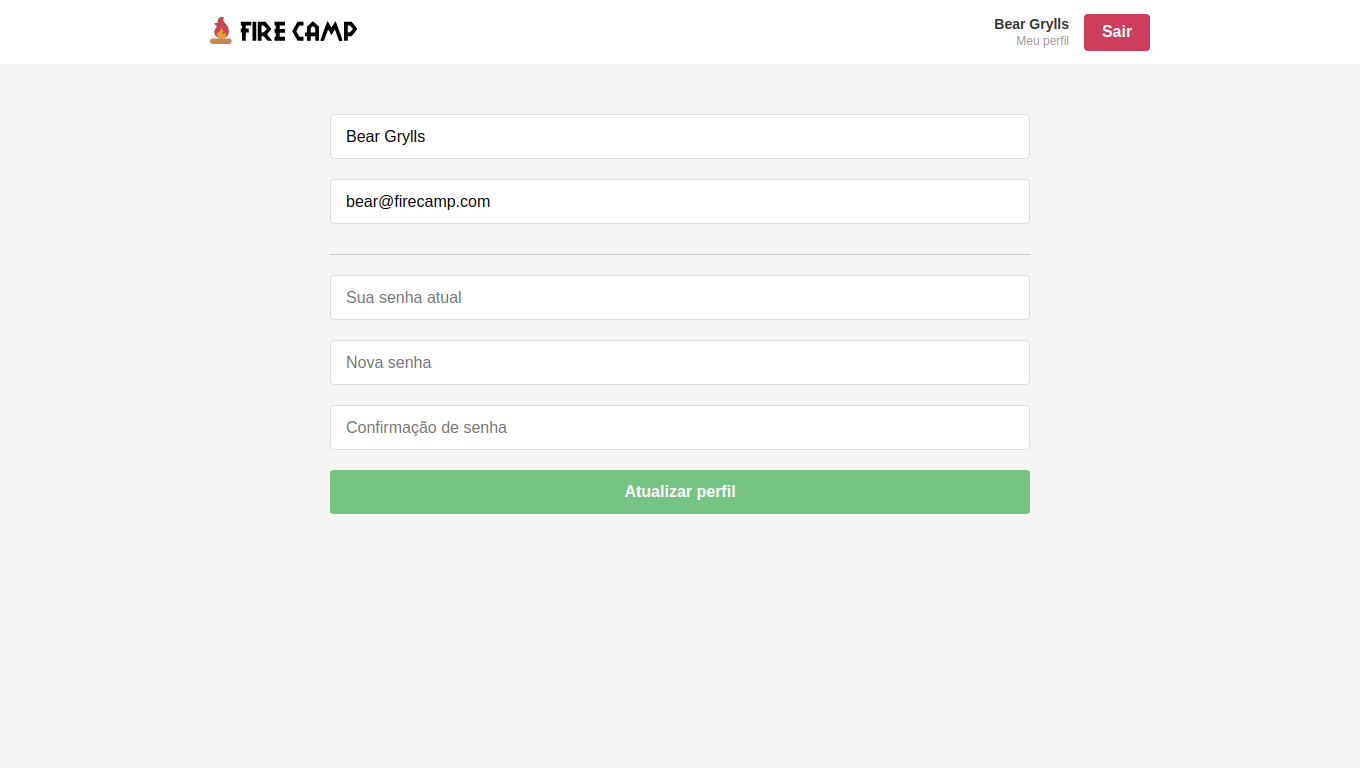 FIRE CAMP
Bear Grylls
Meu perfil
Sair
Bear Grylls
bear@firecamp.com
Sua senha atual
Nova senha
Confirmação de senha
Atualizar perfil